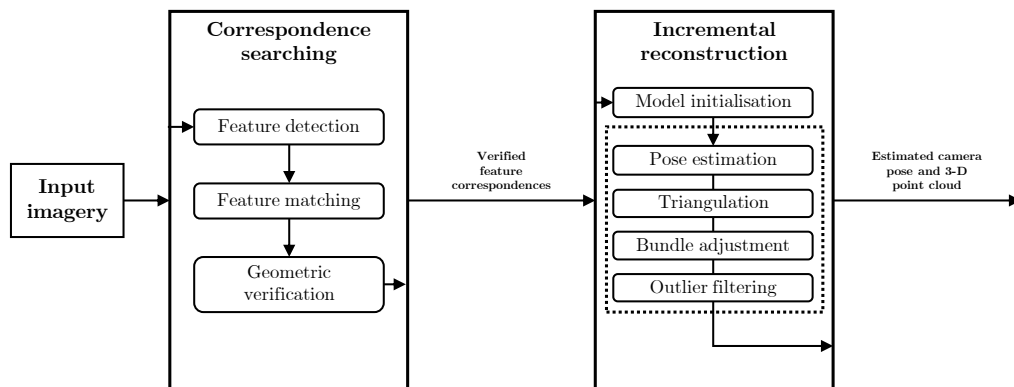 Input
imagery
Correspondence
searching
Feature detection
Feature matching
Geometric
verification
Verified
feature
correspondences
Incremental
reconstruction
Model initialisation
Pose estimation
Triangulation
Bundle adjustment
Outlier filtering
Estimated camera
pose and 3-D
point cloud